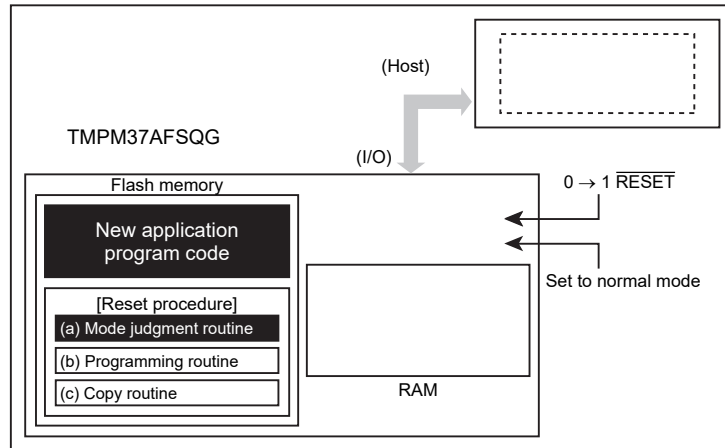 (Host)
TMPM37AFSQG
(I/O)
Flash memory
0 → 1 RESET
New application
program code
Set to normal mode
[Reset procedure]
(a) Mode judgment routine
(b) Programming routine
(c) Copy routine
RAM